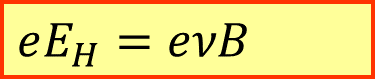 eE_H = evB